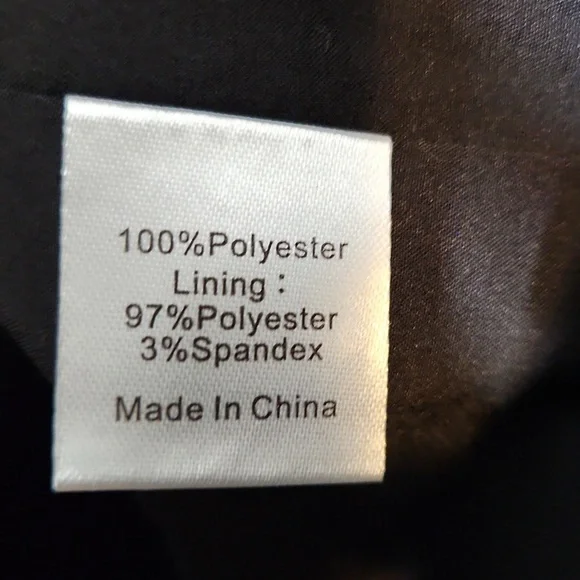 100%Polyester
Lining：
97%Polyester
3%Spandex
Made In China